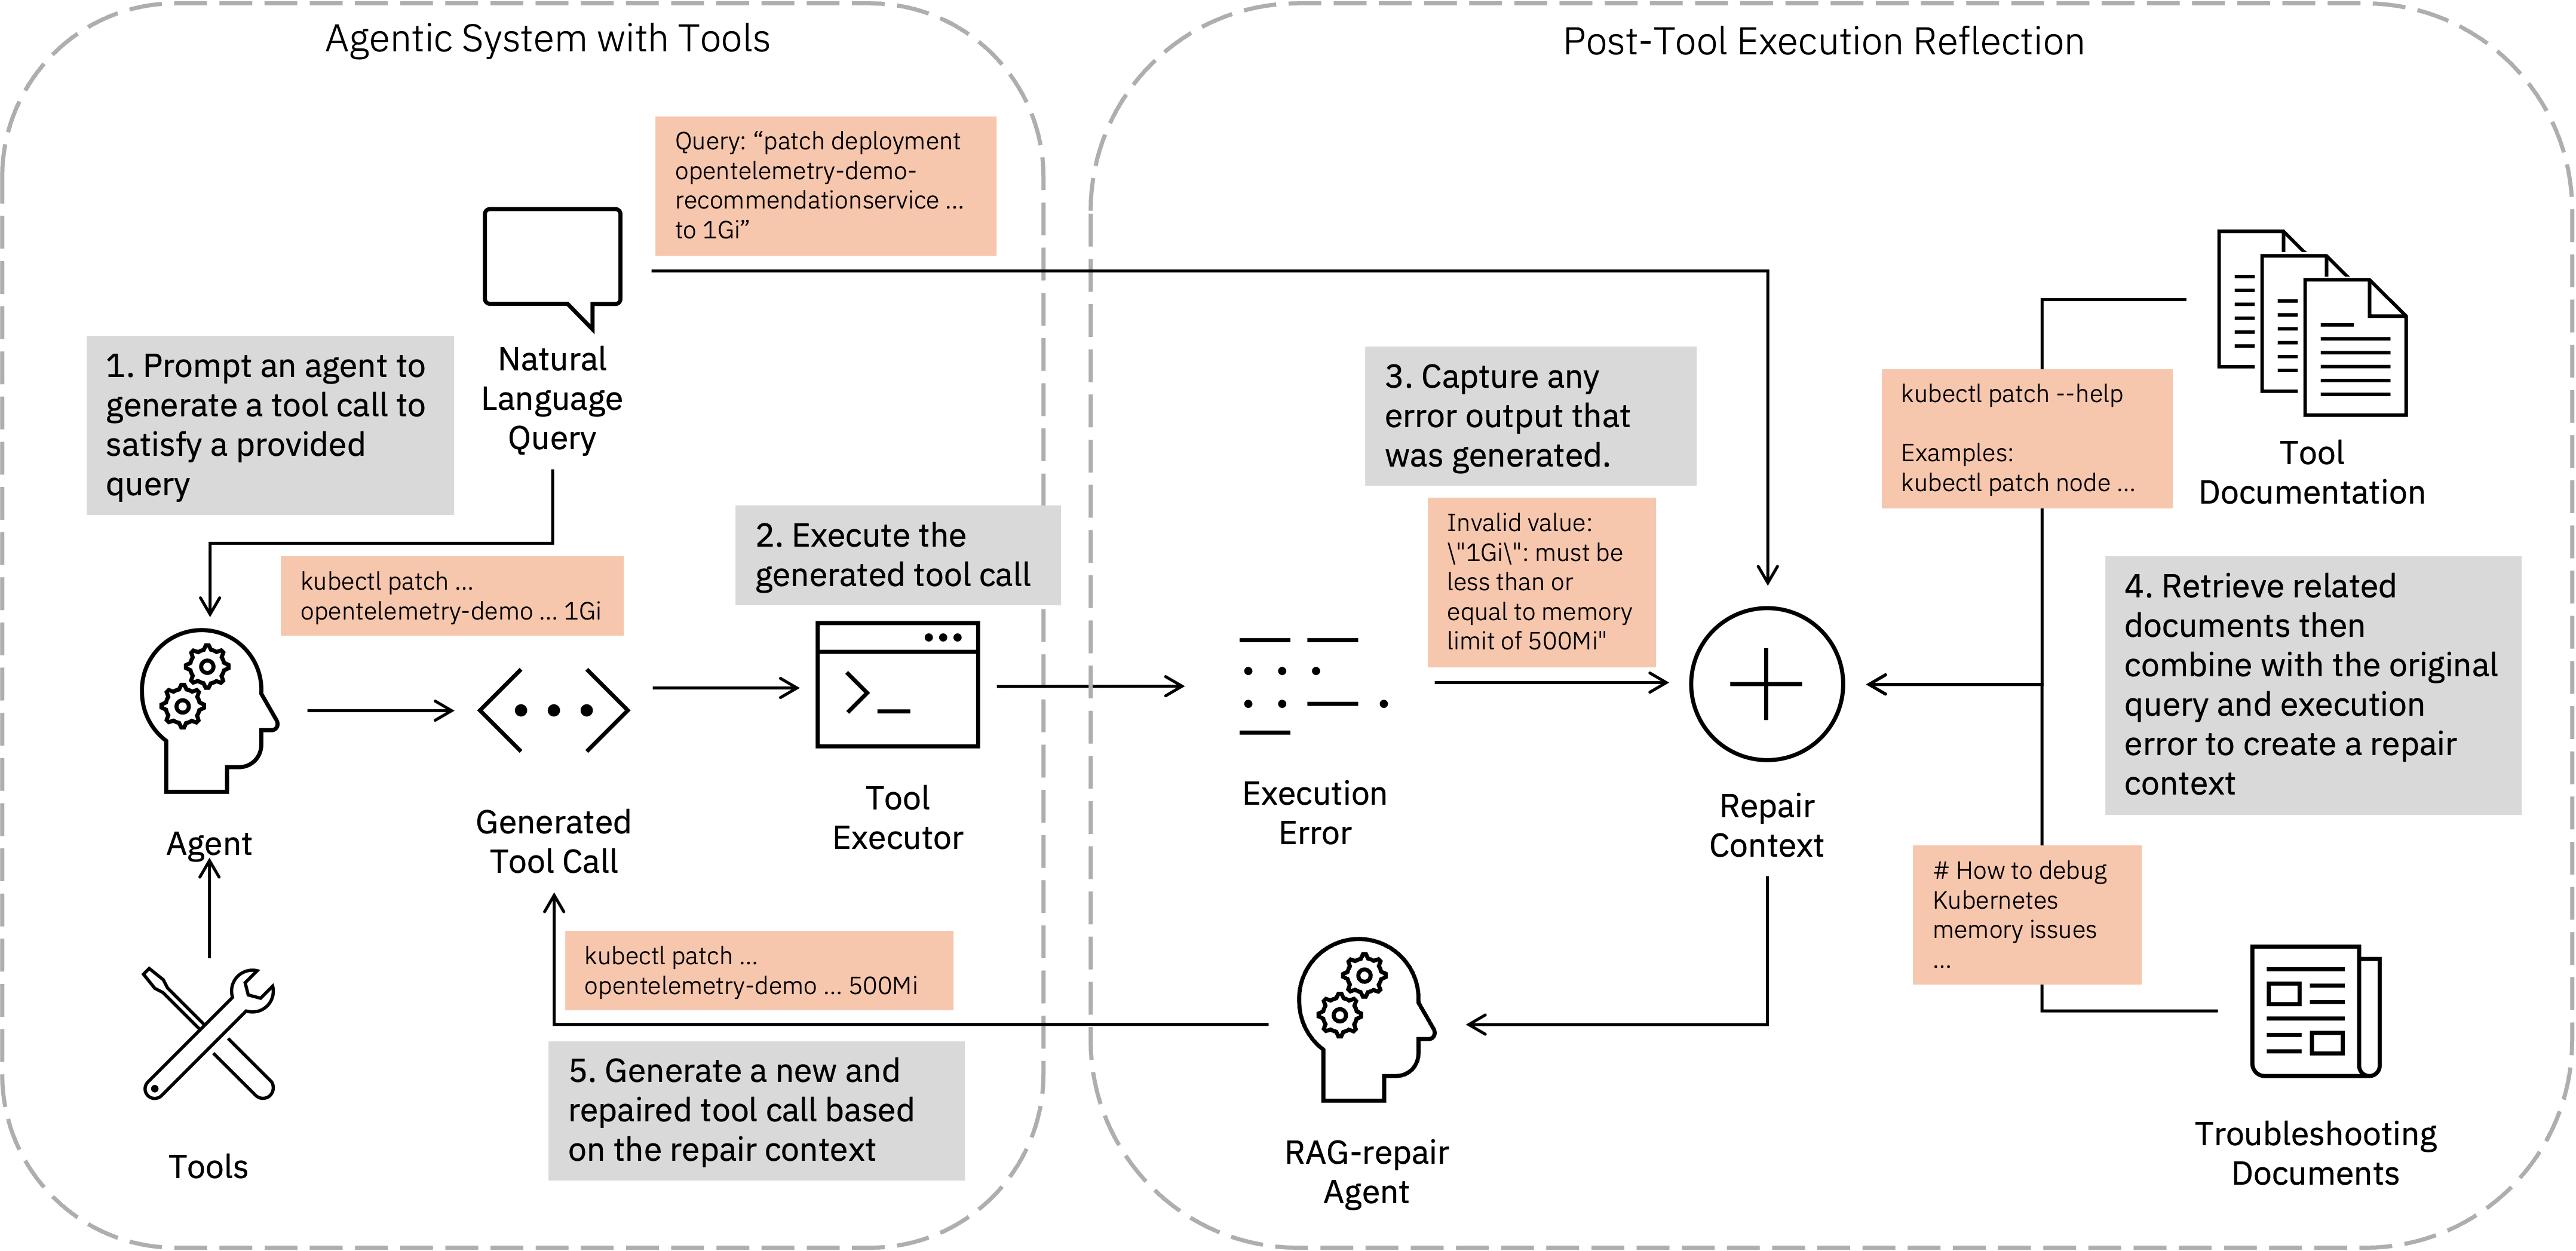 Agentic System with Tools
Post-Tool Execution Reflection
Query: “patch deployment
opentelemetry-demo-
recommendationservice ...
to 1Gi”
Natural
Language
Query
1. Prompt an agent to
generate a tool call to
satisfy a provided
query
kubectl patch ...
opentelemetry-demo ... 1Gi
2. Execute the
generated tool call
Agent
Generated
Tool Call
Tool
Executor
Tools
3. Capture any
error output that
was generated.
Invalid value:
\"1Gi\": must be
less than or
equal to memory
limit of 500Mi"
Execution
Error
Repair
Context
kubectl patch --help
Examples:
kubectl patch node ...
Tool
Documentation
4. Retrieve related
documents then
combine with the original
query and execution
error to create a repair
context
# How to debug
Kubernetes
memory issues
...
Troubleshooting
Documents
RAG-repair
Agent
kubectl patch ...
opentelemetry-demo ... 500Mi
5. Generate a new and
repaired tool call based
on the repair context